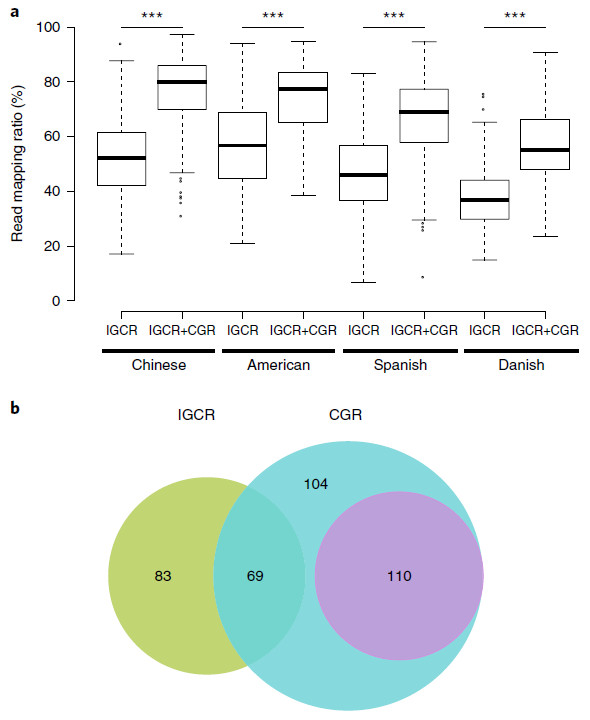 a
*** *** *** ***
Read mapping ratio (%)
100
80
60
40
20
0
IGCR IGCR+CGR IGCR IGCR+CGR IGCR IGCR+CGR IGCR IGCR+CGR
Chinese American Spanish Danish
b
IGCR CGR
104
83 69 110